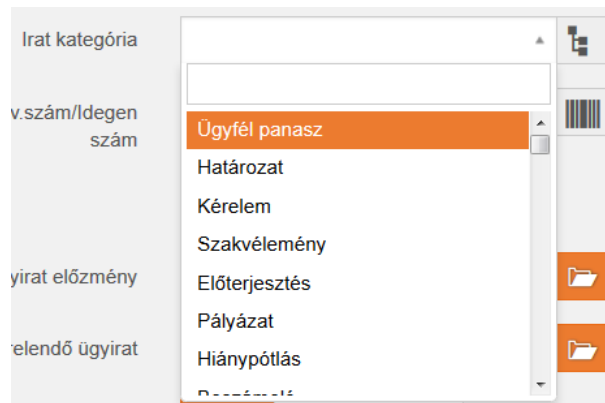 Irat kategória
v.szám/Idegen
szám
Ügyfél panasz
Határozat
Kérelem
Szakvélemény
Előterjesztés
yirat előzmény
Pályázat
relendő ügyirat
Hiánypótlás